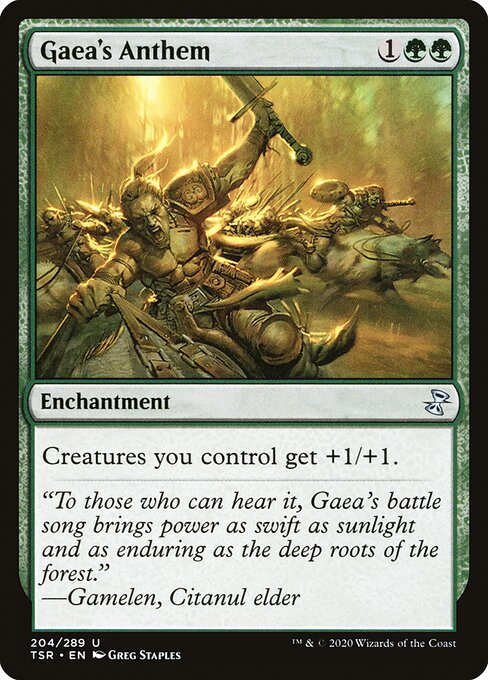 Gaea's Anthem 1
Enchantment
Creatures you control get +1/+1.
“To those who can hear it, Gaea's battle
song brings power as swift as sunlight
and as enduring as the deep roots of the
forest.”
—Gamelen, Citanul elder
204/289 U
TSR • EN Greg Staples
™ & © 2020 Wizards of the Coast